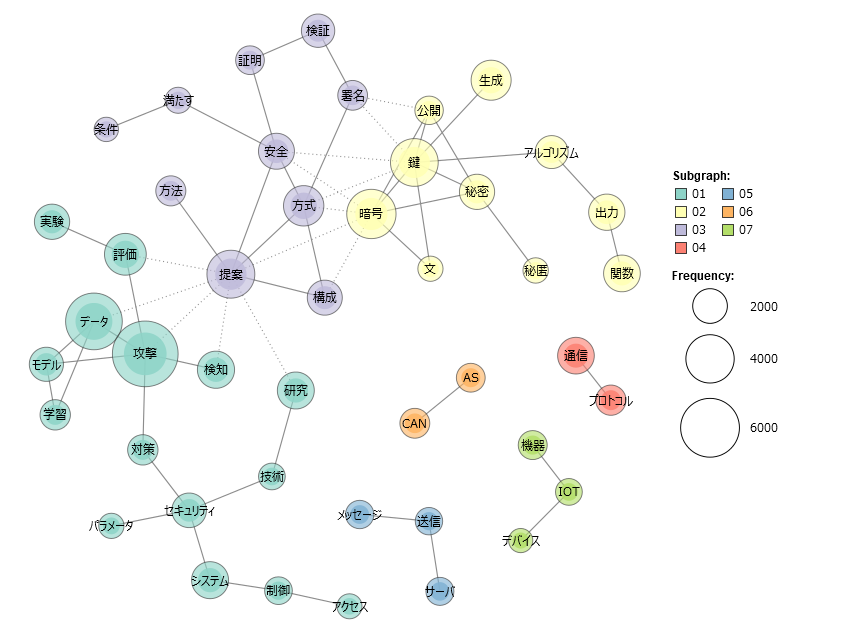 検証
証明
生成
署名
満たす
公開
条件
安全
鍵
アルゴリズム
方法
秘密
方式
暗号
出力
実験
評価
文
秘匿
関数
提案
構成
データ
攻撃
通信
モデル
検知
AS
研究
プロトコル
学習
CAN
機器
対策
技術
IOT
セキュリティ
メッセージ
送信
パラメータ
デバイス
システム
制御
サーバ
アクセス
Subgraph:
01 05
02 06
03 07
04
Frequency:
2000
4000
6000